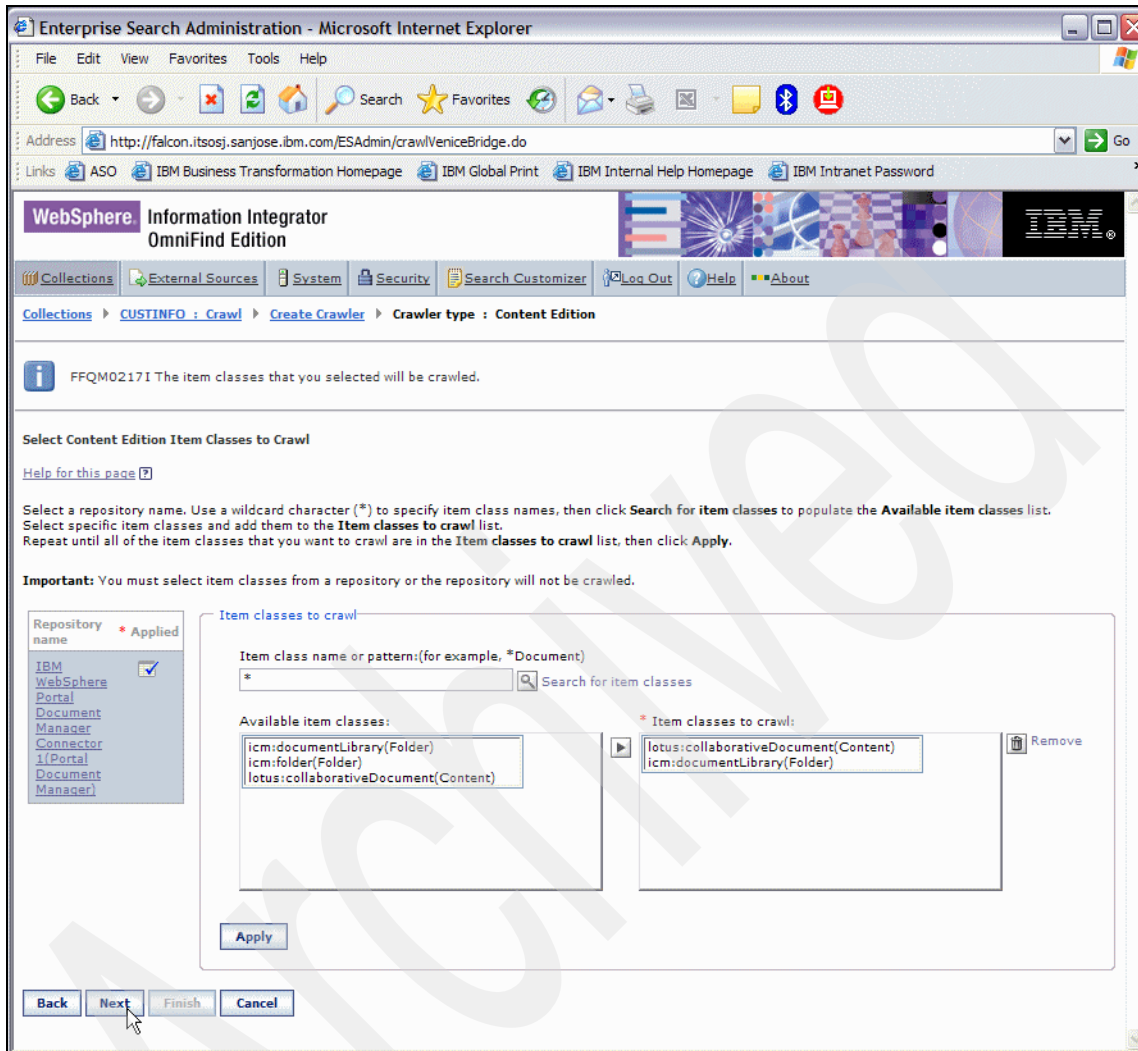 Enterprise Search Administration - Microsoft Internet Explorer
File Edit View Favorites Tools Help
Back Search Favorites
Address http://falcon.itsosj.sanjose.ibm.com/ESAdmin/crawlVeniceBridge.do Go
Links ASO IBM Business Transformation Homepage IBM Global Print IBM Internal Help Homepage IBM Intranet Password
WebSphere. Information Integrator
OmniFind Edition
IBM®
Collections External Sources System Security Search Customizer Log Out Help About
Collections CUSTINFO : Crawl Create Crawler Crawler type : Content Edition
FFQM0217I The item classes that you selected will be crawled.
Select Content Edition Item Classes to Crawl
Help for this page ?
Select a repository name. Use a wildcard character (*) to specify item class names, then click Search for item classes to populate the Available item classes list.
Select specific item classes and add them to the Item classes to crawl list.
Repeat until all of the item classes that you want to crawl are in the Item classes to crawl list, then click Apply.
Important: You must select item classes from a repository or the repository will not be crawled.
Repository name * Applied
IBM
WebSphere
Portal
Document
Manager
Connector
1(Portal
Document
Manager)
Item classes to crawl
Item class name or pattern:(for example, *Document)
* Search for item classes
Available item classes:
icm:documentLibrary(Folder)
icm:folder(Folder)
lotus:collaborativeDocument(Content)
* Item classes to crawl:
lotus:collaborativeDocument(Content)
icm:documentLibrary(Folder)
Remove
Apply
Back Next Finish Cancel
Archived